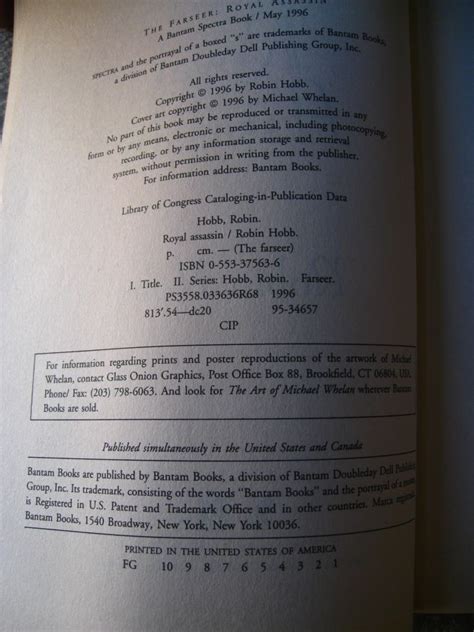 THE FARSEER: ROYAL ASSASSIN
A Bantam Spectra Book / May 1996
SPECTRA and the portrayal of a boxed "s" are trademarks of Bantam Books,
a division of Bantam Doubleday Dell Publishing Group, Inc.
All rights reserved.
Copyright © 1996 by Robin Hobb.
Cover art copyright © 1996 by Michael Whelan.
No part of this book may be reproduced or transmitted in any
form or by any means, electronic or mechanical, including photocopying,
recording, or by any information storage and retrieval
system, without permission in writing from the publisher.
For information address: Bantam Books.
Library of Congress Cataloging-in-Publication Data
Hobb, Robin.
Royal assassin / Robin Hobb.
p. cm. — (The farseer)
ISBN 0-553-37563-6
I. Title. II. Series: Hobb, Robin. Farseer.
PS3558.033636R68 1996
813'.54—dc20 95-34657
CIP
For information regarding prints and poster reproductions of the artwork of Michael
Whelan, contact Glass Onion Graphics, Post Office Box 88, Brookfield, CT 06804, USA,
Phone/ Fax: (203) 798-6063. And look for The Art of Michael Whelan wherever Bantam
Books are sold.
Published simultaneously in the United States and Canada
Bantam Books are published by Bantam Books, a division of Bantam Doubleday Dell
Group, Inc. Its trademark, consisting of the words "Bantam Books" and the portrayal of a
is Registered in U.S. Patent and Trademark Office and in other countries. Marca
Bantam Books, 1540 Broadway, New York, New York 10036.
PRINTED IN THE UNITED STATES OF AMERICA
FG 10 9 8 7 6 5 4 3 2 1